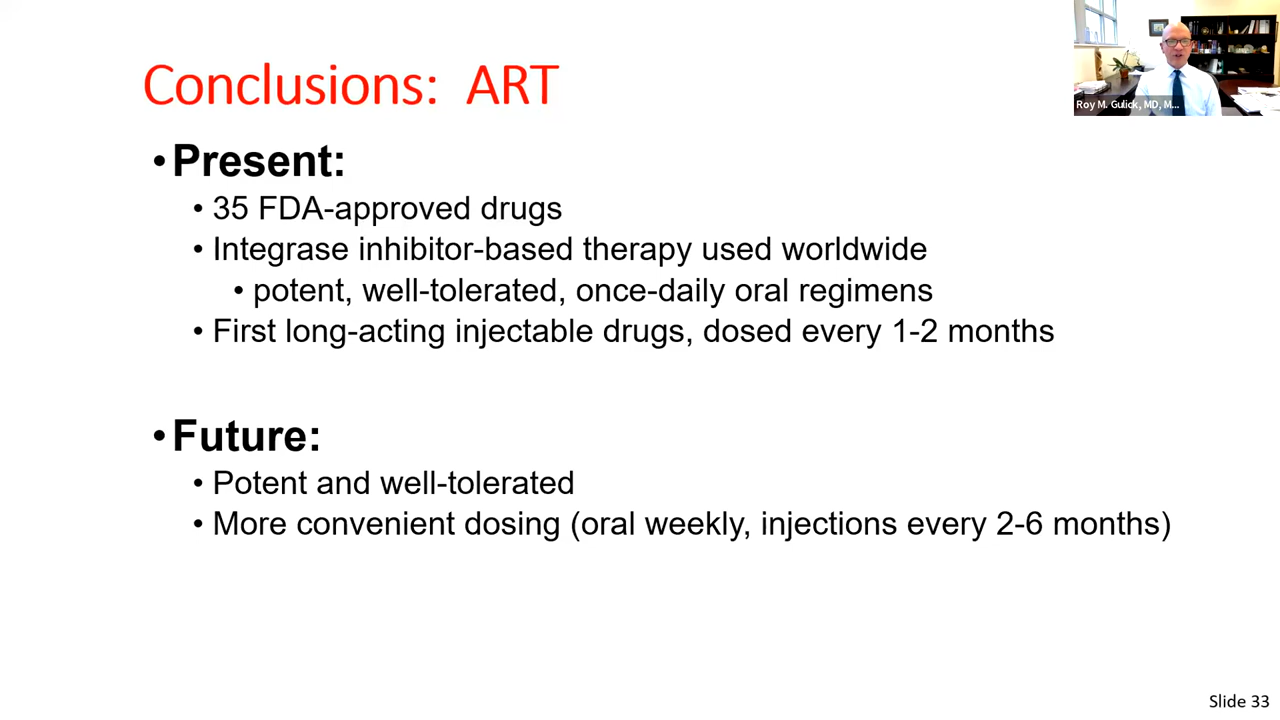 Conclusions: ART
Roy M. Gulick, MD, M...
• Present:
• 35 FDA-approved drugs
• Integrase inhibitor-based therapy used worldwide
• potent, well-tolerated, once-daily oral regimens
• First long-acting injectable drugs, dosed every 1-2 months
• Future:
• Potent and well-tolerated
• More convenient dosing (oral weekly, injections every 2-6 months)
Slide 33